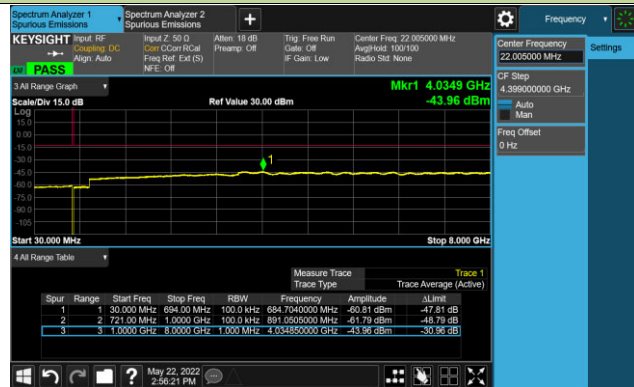 Spectrum Analyzer 1
Spurious Emissions
Spectrum Analyzer 2
Spurious Emissions
Frequency
KEYSIGHT
Input: RF
Coupling: DC
Align: Auto
Input Z: 50 Ω
Corr CCorr RCal
Freq Ref: Ext (S)
NFE: Off
Atten: 18 dB
Preamp: Off
Trig: Free Run
Gate: Off
IF Gain: Low
Center Freq: 22.005000 MHz
Avg|Hold: 100/100
Radio Std: None
PASS
Center Frequency
22.005000 MHz
Settings
CF Step
4.399000000 GHz
Auto
Man
Freq Offset
0 Hz
3 All Range Graph
Mkr1 4.0349 GHz
Scale/Div 15.0 dB
Ref Value 30.00 dBm
-43.96 dBm
Log
15.0
0.00
-15.0
-30.0
-45.0
-60.0
-75.0
-90.0
-105
1
Start 30.000 MHz
Stop 8.000 GHz
4 All Range Table
Measure Trace Trace 1
Trace Type Trace Average (Active)
Spur Range Start Freq Stop Freq RBW Frequency Amplitude ΔLimit
1 1 30.000 MHz 694.00 MHz 100.0 kHz 684.7040000 MHz -60.81 dBm -47.81 dB
2 2 721.00 MHz 1.0000 GHz 100.0 kHz 891.0505000 MHz -61.79 dBm -48.79 dB
3 3 1.0000 GHz 8.0000 GHz 1.000 MHz 4.034850000 GHz -43.96 dBm -30.96 dB
May 22, 2022
2:56:21 PM